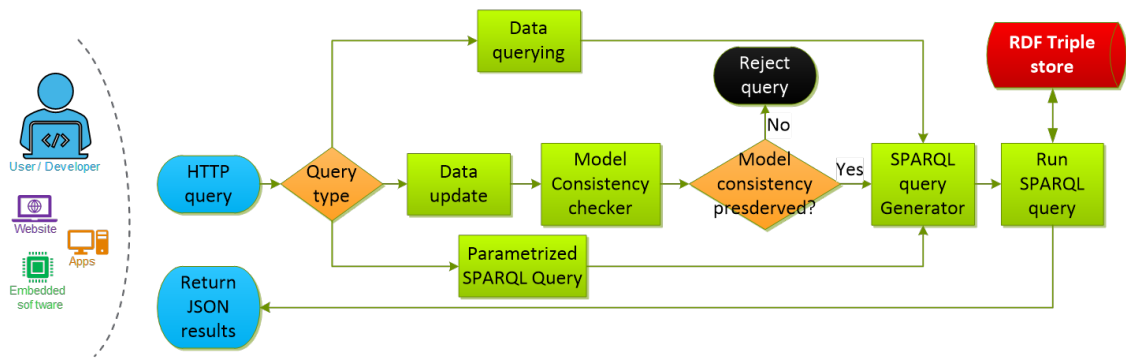 User / Developer
Website
Apps
Embedded
software
HTTP
query
Query
type
Data
querying
Data
update
Model
Consistency
checker
Parametrized
SPARQL Query
Reject
query
No
Model
consistency
presderved?
Yes
SPARQL
query
Generator
RDF Triple
store
Run
SPARQL
query
Return
JSON
results